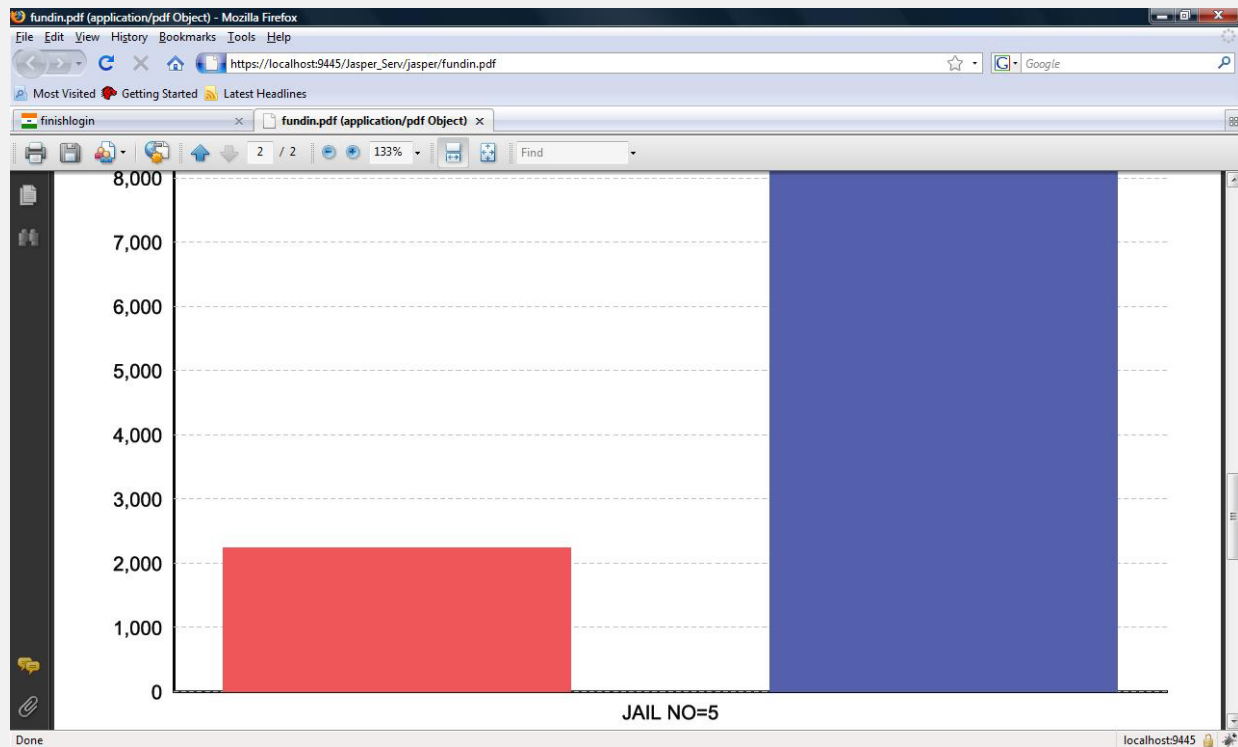 fundin.pdf (application/pdf Object) - Mozilla Firefox
File Edit View History Bookmarks Tools Help
https://localhost:9445/Jasper_Serv/jasper/fundin.pdf
G Google
Most Visited Getting Started Latest Headlines
finishlogin fundin.pdf (application/pdf Object)
2 / 2 133% Find
8,000
7,000
6,000
5,000
4,000
3,000
2,000
1,000
0
JAIL NO=5
Done localhost:9445